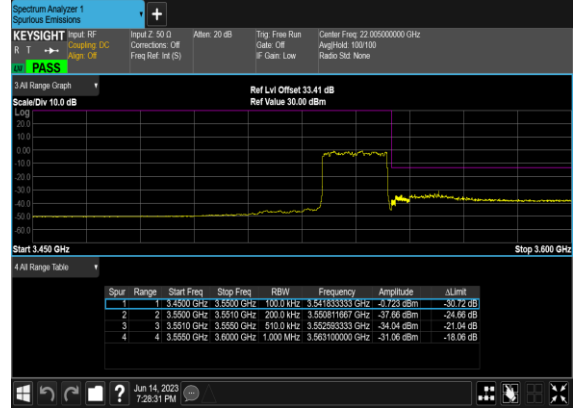 Spectrum Analyzer 1
Spurious Emissions
+
KEYSIGHT Input: RF Input Z: 50 Ω Atten: 20 dB Trig: Free Run Center Freq: 22.005000000 GHz
R T Coupling: DC Corrections: Off Gate: Off Avg|Hold: 100/100
Align: Off Freq Ref: Int (S) IF Gain: Low Radio Std: None
LW PASS
3 All Range Graph
Ref Lvl Offset 33.41 dB
Scale/Div 10.0 dB Ref Value 30.00 dBm
Log
20.0
10.0
0.00
-10.0
-20.0
-30.0
-40.0
-50.0
-60.0
Start 3.450 GHz Stop 3.600 GHz
4 All Range Table
Spur Range Start Freq Stop Freq RBW Frequency Amplitude ΔLimit
1 1 3.4500 GHz 3.5500 GHz 100.0 kHz 3.541833333 GHz -0.723 dBm -30.72 dB
2 2 3.5500 GHz 3.5510 GHz 200.0 kHz 3.550811667 GHz -37.66 dBm -24.66 dB
3 3 3.5510 GHz 3.5550 GHz 510.0 kHz 3.552593333 GHz -34.04 dBm -21.04 dB
4 4 3.5550 GHz 3.6000 GHz 1.000 MHz 3.563100000 GHz -31.06 dBm -18.06 dB
? Jun 14, 2023
7:28:31 PM